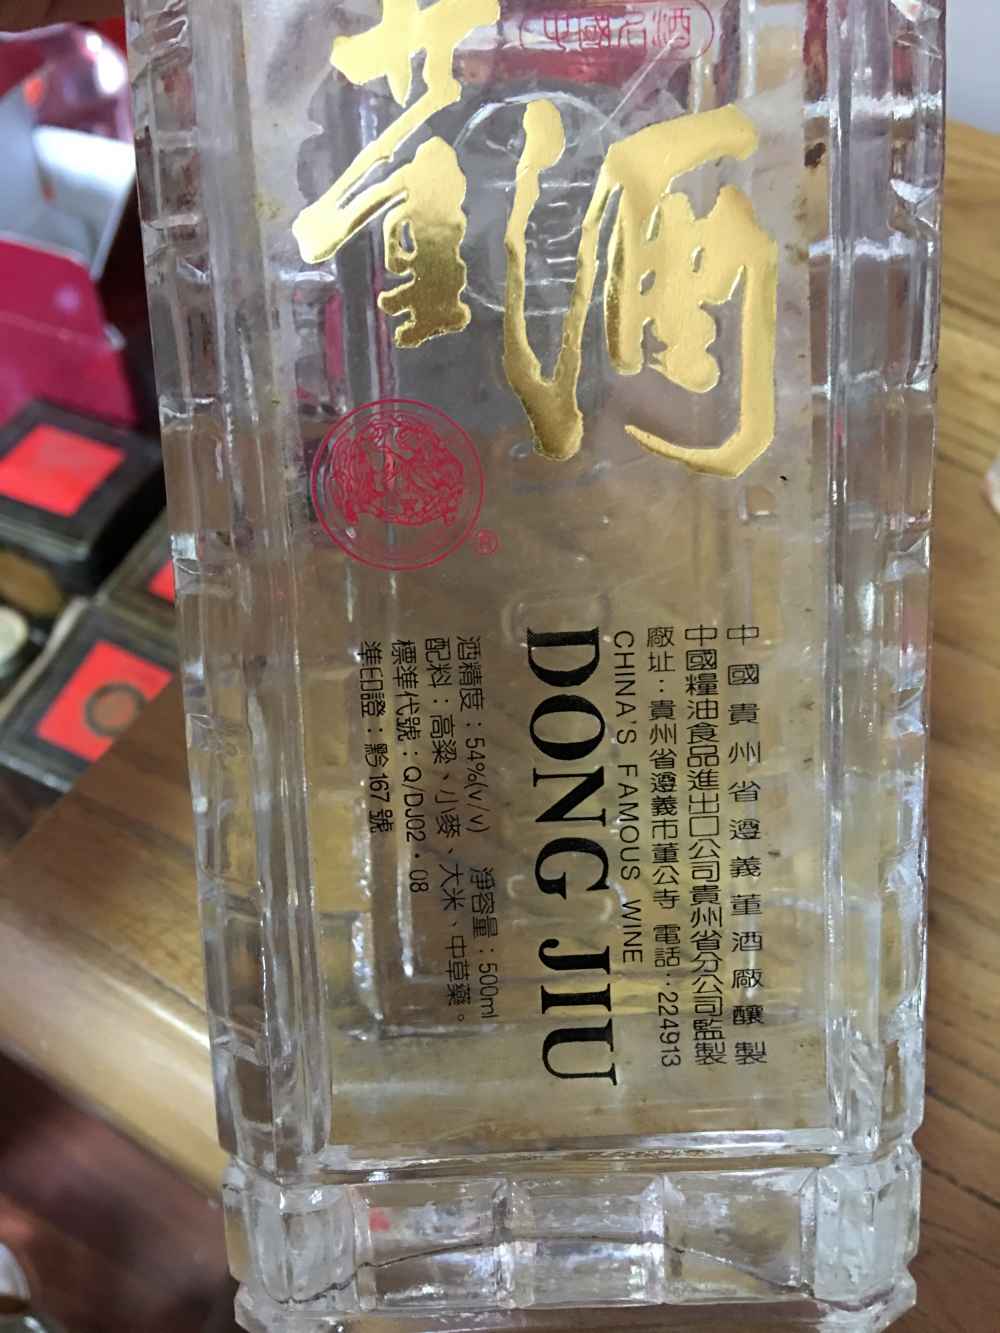 中國名酒
董酒
中國貴州省遵義董酒廠釀製
中國糧油食品進出口公司貴州省分公司監製
廠址：貴州省遵義市董公寺 電話：224913
CHINA'S FAMOUS WINE
DONG JIU
酒精度：54%(v/v) 淨容量：500ml
配料：高粱、小麥、大米、中草藥。
標準代號：Q/DJ02·08
準印證：黔167號